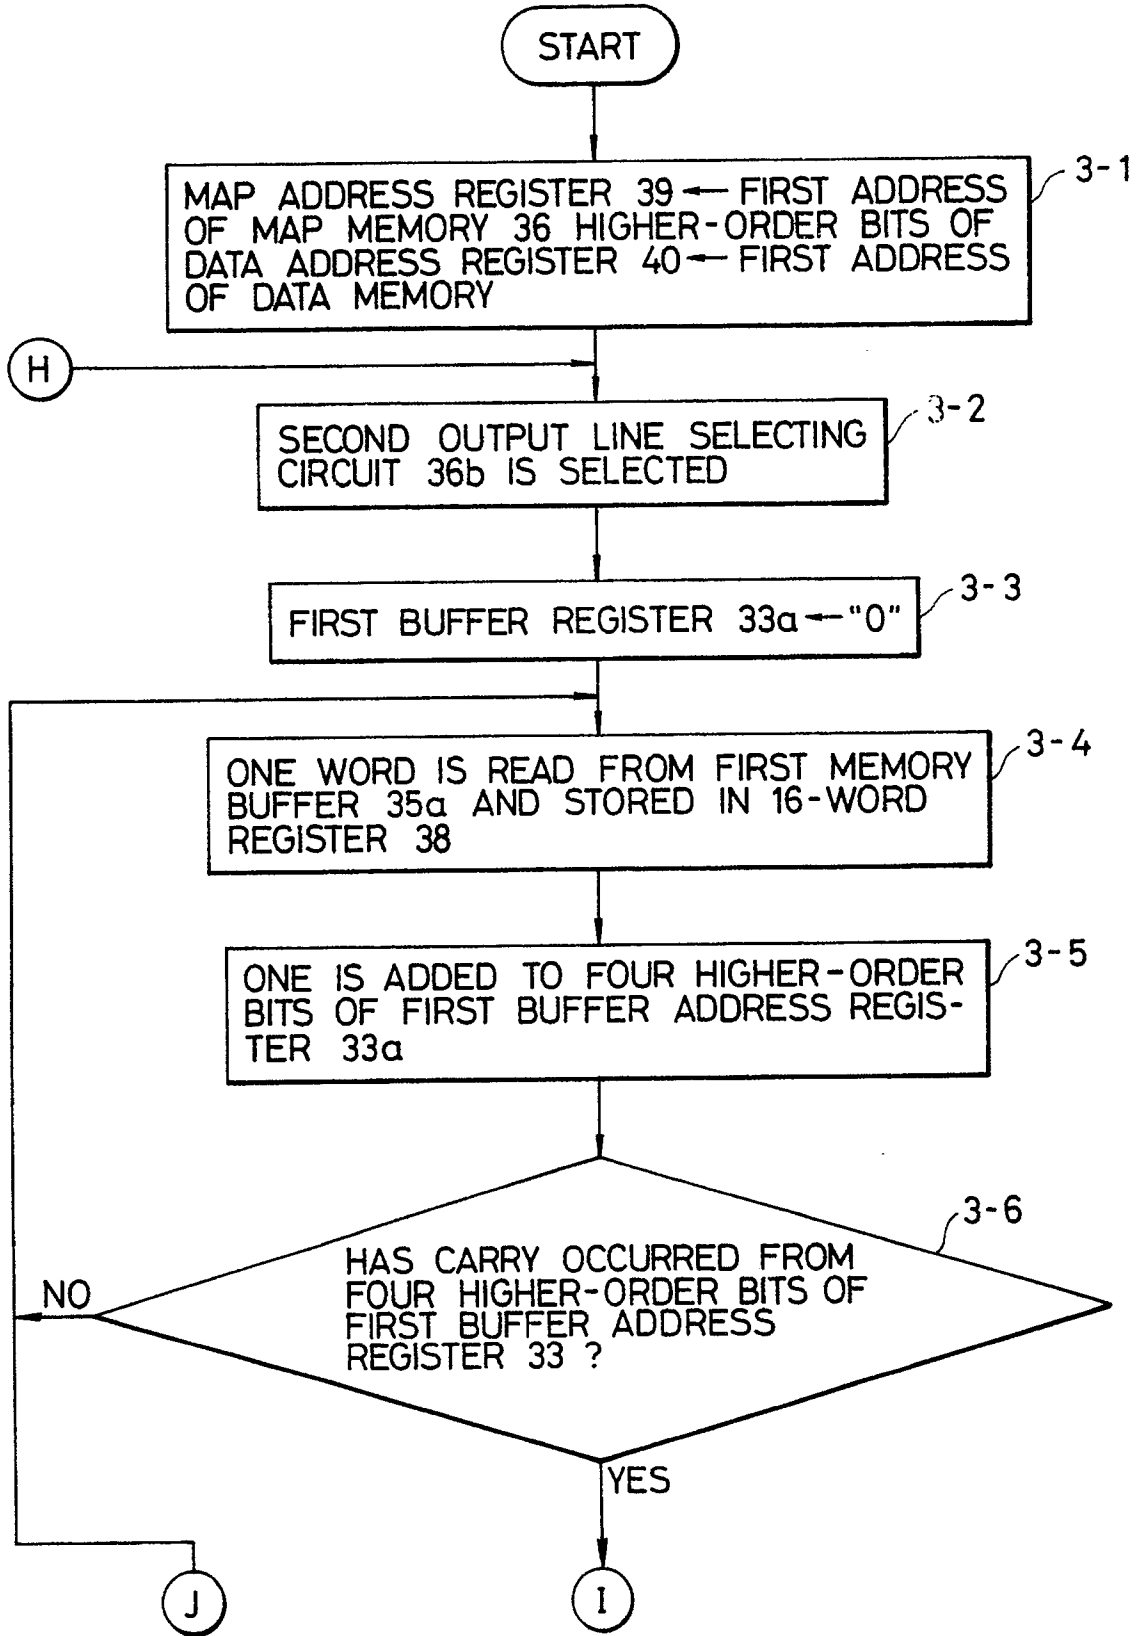 START
3-1
MAP ADDRESS REGISTER 39 ← FIRST ADDRESS
OF MAP MEMORY 36 HIGHER-ORDER BITS OF
DATA ADDRESS REGISTER 40 ← FIRST ADDRESS
OF DATA MEMORY
H
3-2
SECOND OUTPUT LINE SELECTING
CIRCUIT 36b IS SELECTED
3-3
FIRST BUFFER REGISTER 33a ← "0"
3-4
ONE WORD IS READ FROM FIRST MEMORY
BUFFER 35a AND STORED IN 16-WORD
REGISTER 38
3-5
ONE IS ADDED TO FOUR HIGHER-ORDER
BITS OF FIRST BUFFER ADDRESS REGIS-
TER 33a
3-6
HAS CARRY OCCURRED FROM
FOUR HIGHER-ORDER BITS OF
FIRST BUFFER ADDRESS
REGISTER 33 ?
NO
YES
J
I